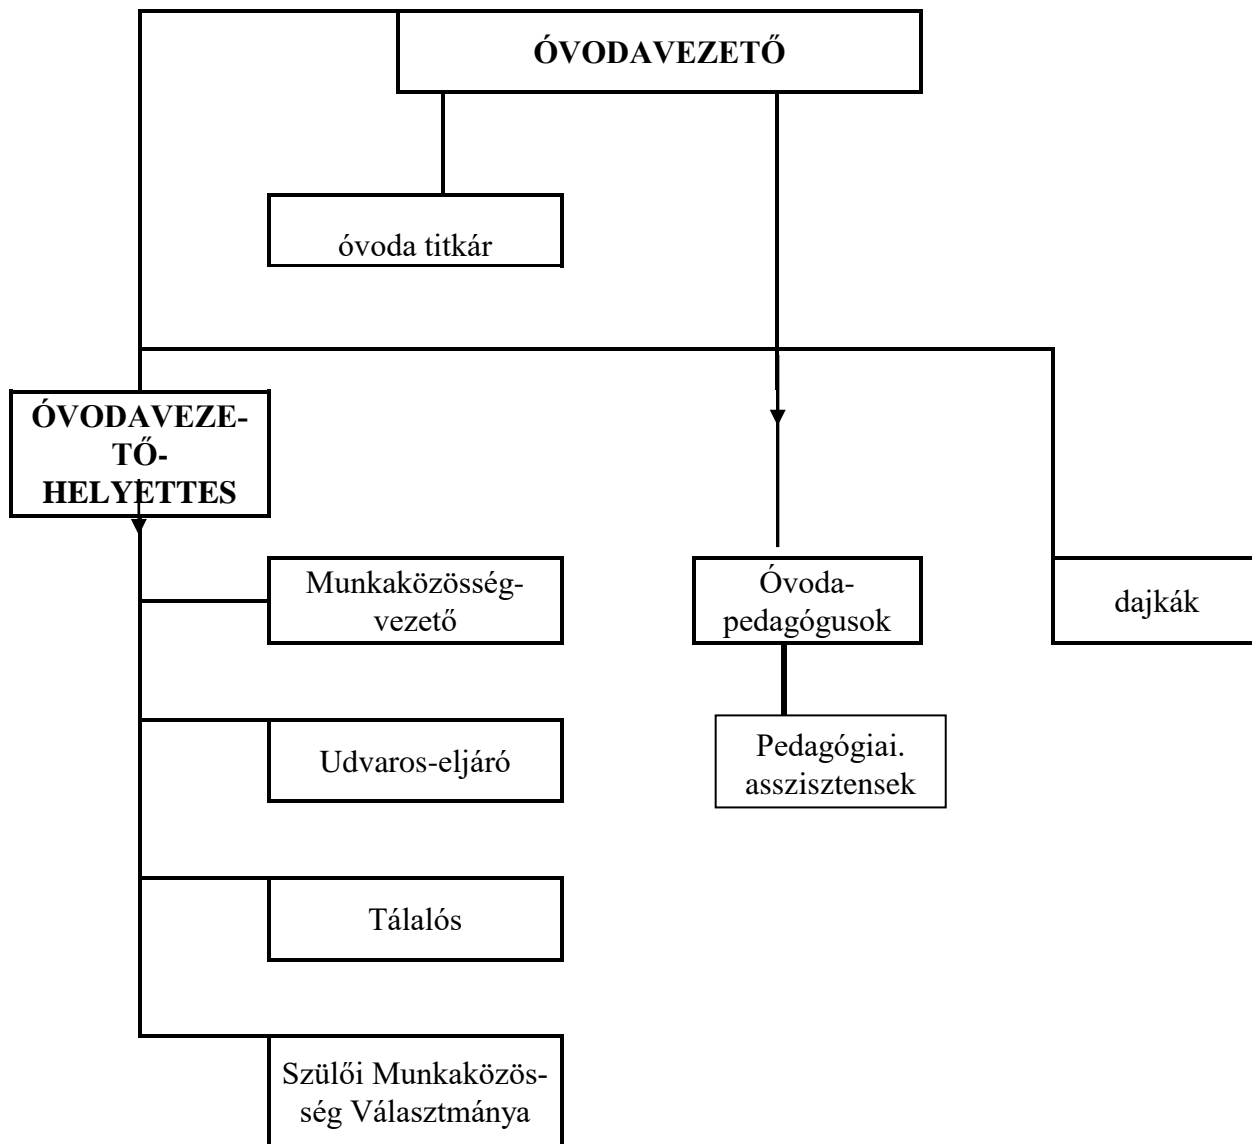 ÓVODAVEZETŐ
óvoda titkár
ÓVODAVEZE-
TŐ-
HELYETTES
Munkaközösség-
vezető
Óvoda-
pedagógusok
dajkák
Udvaros-eljáró
Pedagógiai.
asszisztensek
Tálalós
Szülői Munkaközös-
ség Választmánya